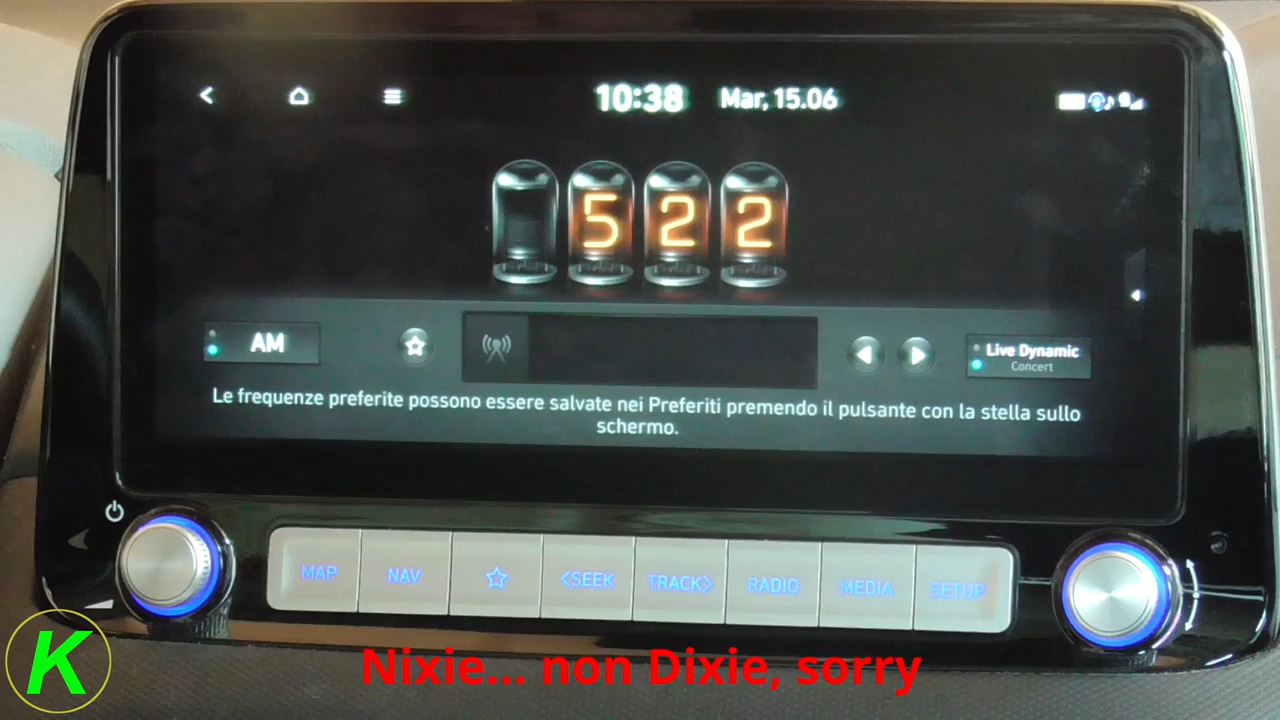 10:38 Mar, 15.06
522
AM
Live Dynamic
Concert
Le frequenze preferite possono essere salvate nei Preferiti premendo il pulsante con la stella sullo
schermo.
MAP NAV <SEEK TRACK> RADIO MEDIA SETUP
K
Nixie... non Dixie, sorry